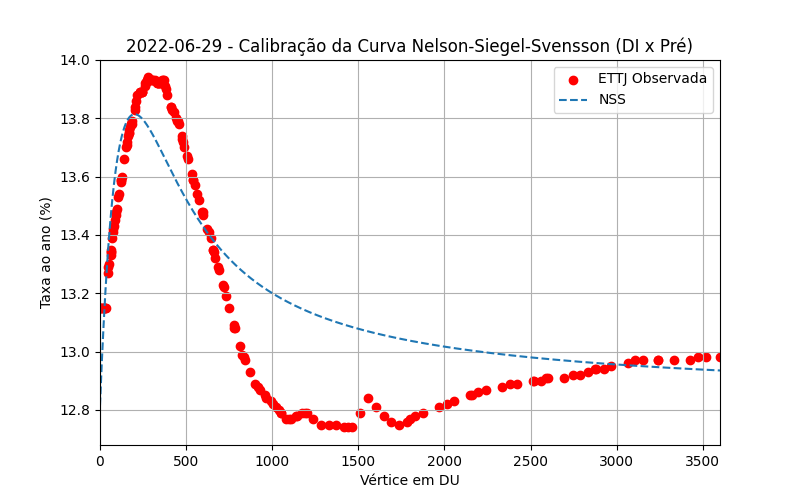 2022-06-29 - Calibração da Curva Nelson-Siegel-Svensson (DI x Pré)
ETTJ Observada
NSS
Taxa ao ano (%)
14.0
13.8
13.6
13.4
13.2
13.0
12.8
0 500 1000 1500 2000 2500 3000 3500
Vértice em DU